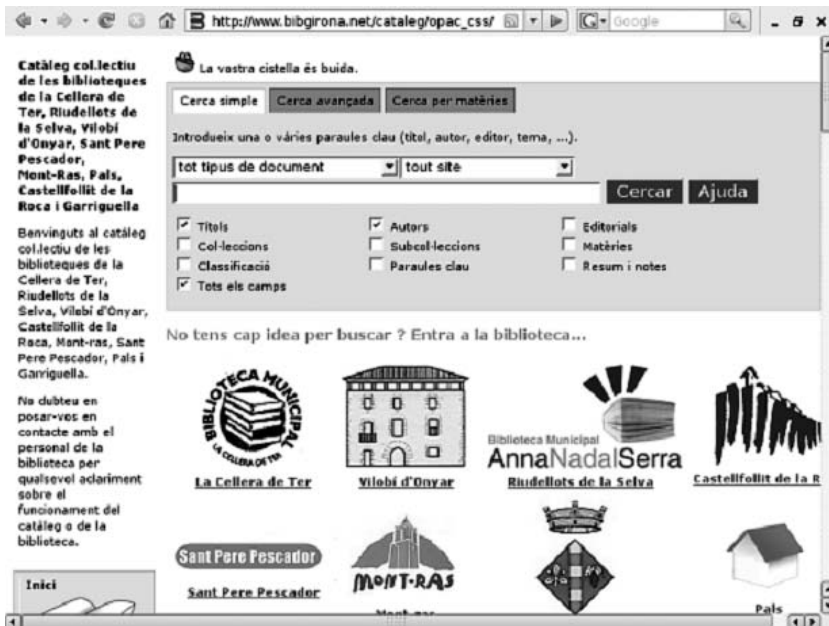 http://www.bibgirona.net/cataleg/opac_css/
Google
Catàleg col.lectiu
de les biblioteques
de la Cellera de
Ter, Riudellots de
la Selva, Vilobí
d'Onyar, Sant Pere
Pescador,
Mont-Ras, Pals,
Castellfollit de la
Roca i Garriguella
Benvinguts al catàleg
col.lectiu de les
biblioteques de la
Cellera de Ter,
Riudellots de la
Selva, Vilobí d'Onyar,
Castellfollit de la
Roca, Mont-ras, Sant
Pere Pescador, Pals i
Garriguella.
No dubteu en
posar-vos en
contacte amb el
personal de la
biblioteca per
qualsevol aclariment
sobre el
funcionament del
catàleg o de la
biblioteca.
Inici
La vostra cistella és buida.
Cerca simple Cerca avançada Cerca per matèries
Introdueix una o vàries paraules clau (títol, autor, editor, tema, ...).
tot tipus de document tout site
Cercar Ajuda
Títols Autors Editorials
Col·leccions Subcol·leccions Matèries
Classificació Paraules clau Resum i notes
Tots els camps
No tens cap idea per buscar ? Entra a la biblioteca...
BIBLIOTECA MUNICIPAL
LA CELLERA DE TER
Biblioteca Municipal
AnnaNadalSerra
La Cellera de Ter Vilobí d'Onyar Riudellots de la Selva Castellfollit de la R
Sant Pere Pescador
MONT-RAS
Sant Pere Pescador
Mont-ras
Pals